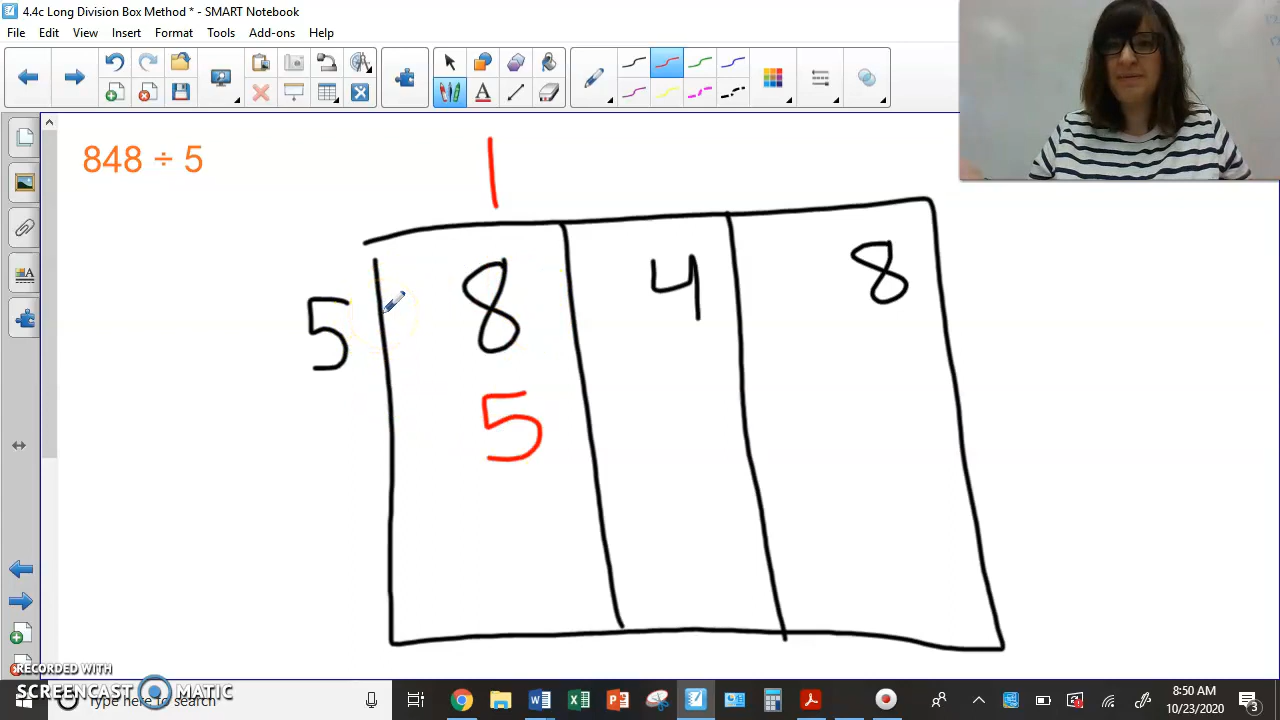 4.4c Long Division Box Method * - SMART Notebook
File Edit View Insert Format Tools Add-ons Help
848 ÷ 5
1
5 8 4 8
5
RECORDED WITH
SCREENCAST MATIC
Type here to search
8:50 AM
10/23/2020
3